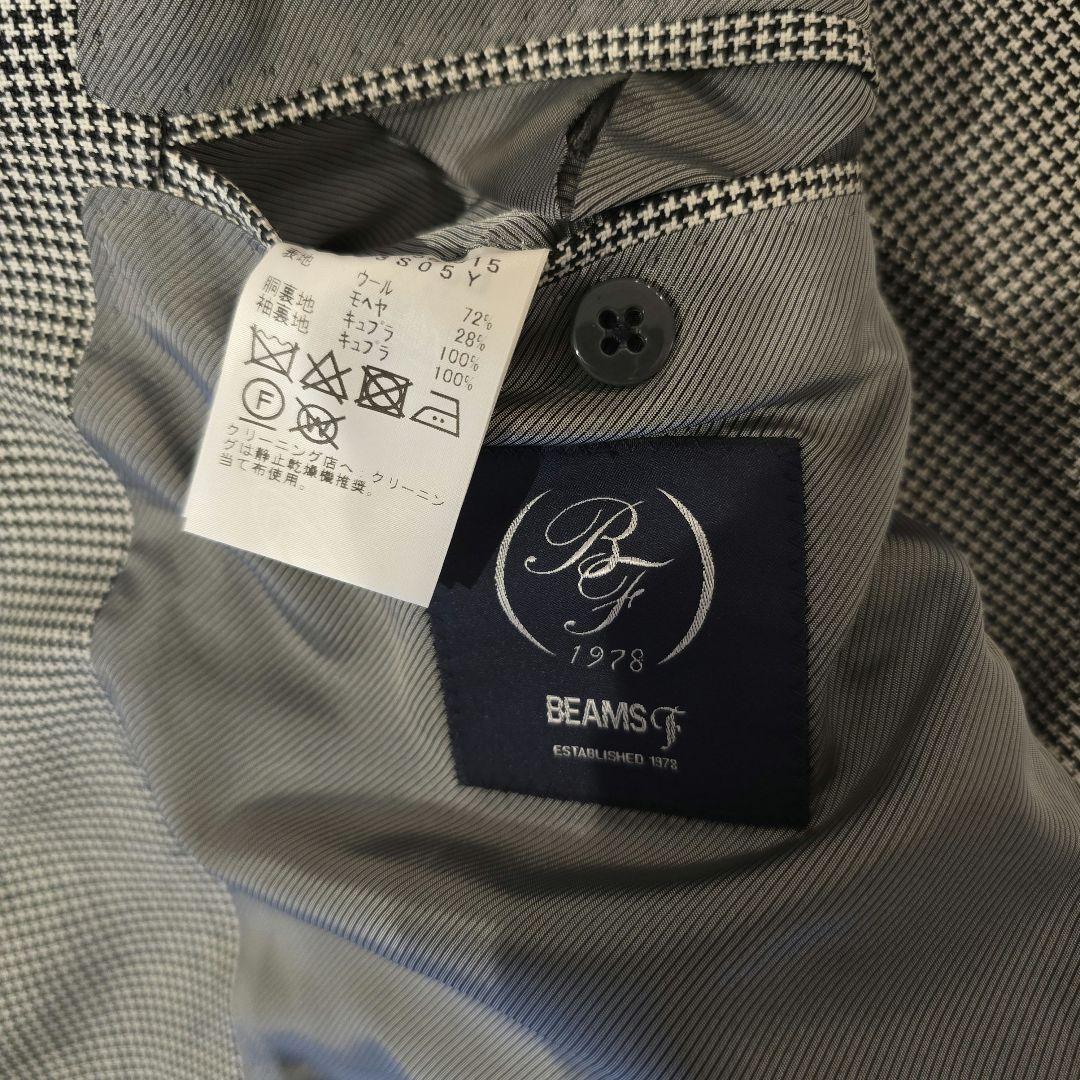 15
S05Y
表地 ウール 72%
モヘヤ 28%
胴裏地 キュプラ 100%
袖裏地 キュプラ 100%
F
W
クリーニング店へ。クリーニン
グは静止乾燥機推奨。
当て布使用。
BF
1978
BEAMS F
ESTABLISHED 1978